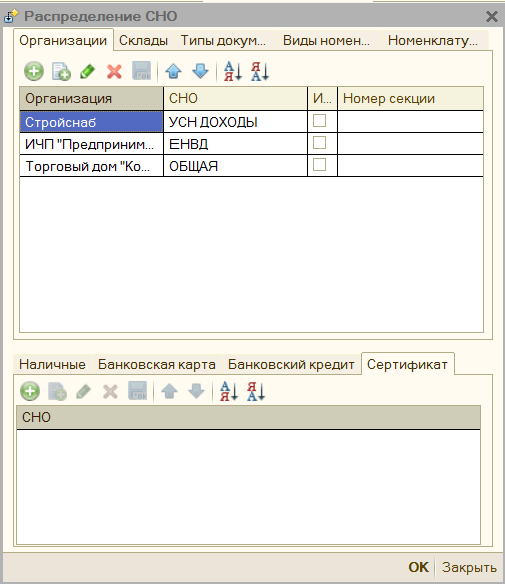 Распределение СНО
Организации Склады Типы докум... Виды номен... Номенклату...
Организация СНО И... Номер секции
Стройснаб УСН ДОХОДЫ
ИЧП "Предприним... ЕНВД
Торговый дом "Ко... ОБЩАЯ
Наличные Банковская карта Банковский кредит Сертификат
СНО
OK Закрыть